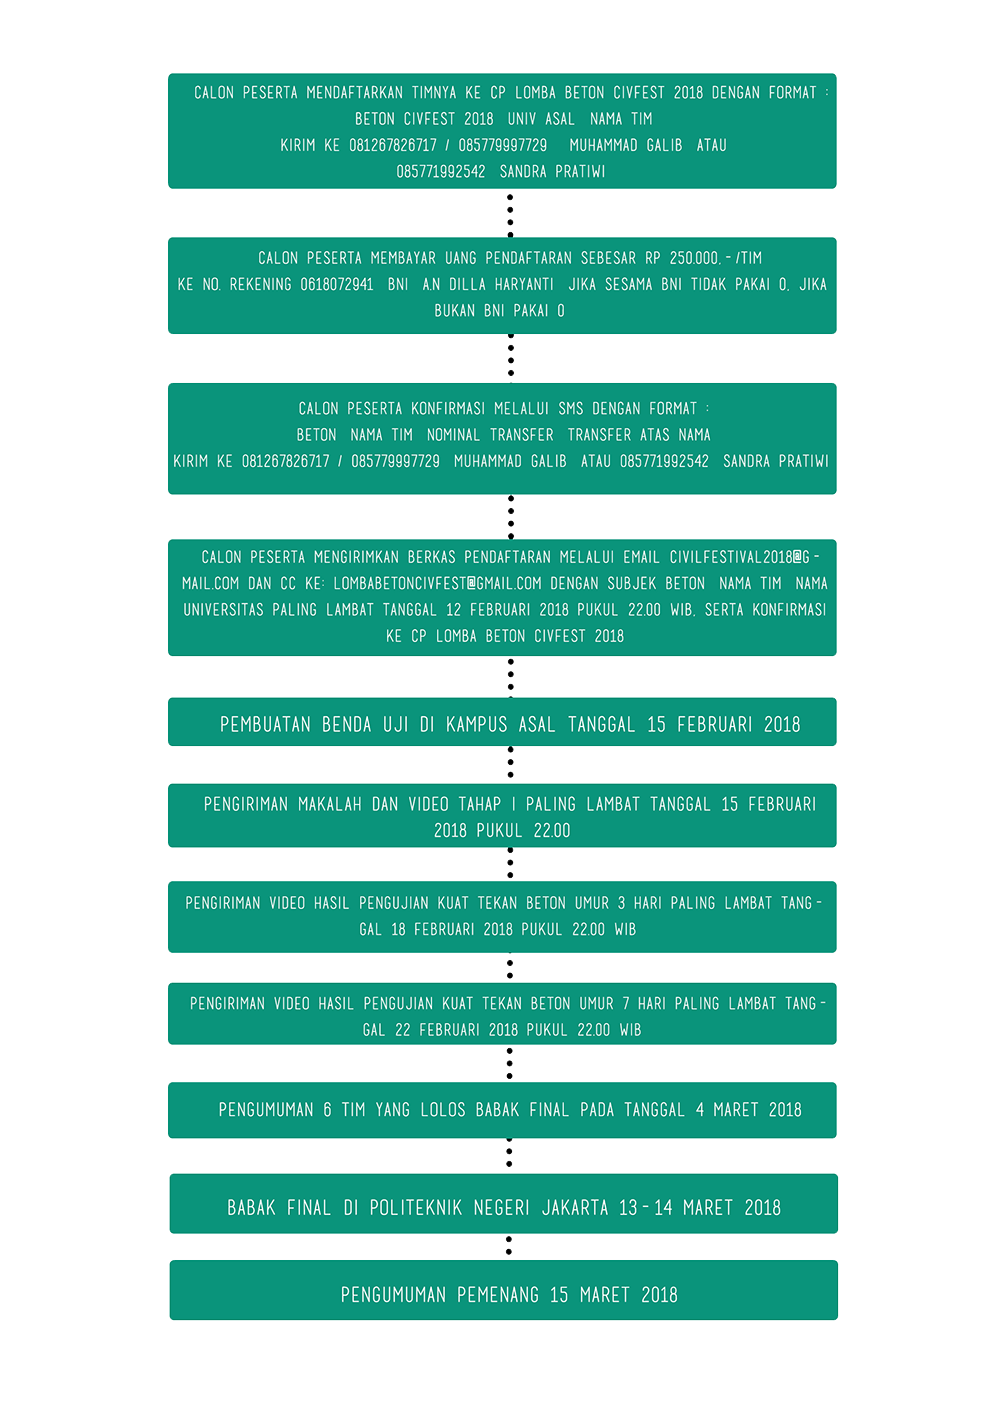 CALON PESERTA MENDAFTARKAN TIMNYA KE CP LOMBA BETON CIVFEST 2018 DENGAN FORMAT :
BETON CIVFEST 2018 UNIV ASAL NAMA TIM
KIRIM KE 081267826717 / 085779997729 MUHAMMAD GALIB ATAU
085771992542 SANDRA PRATIWI
CALON PESERTA MEMBAYAR UANG PENDAFTARAN SEBESAR RP 250.000,-/TIM
KE NO. REKENING 0618072941 BNI A.N DILLA HARYANTI JIKA SESAMA BNI TIDAK PAKAI 0, JIKA
BUKAN BNI PAKAI 0
CALON PESERTA KONFIRMASI MELALUI SMS DENGAN FORMAT :
BETON NAMA TIM NOMINAL TRANSFER TRANSFER ATAS NAMA
KIRIM KE 081267826717 / 085779997729 MUHAMMAD GALIB ATAU 085771992542 SANDRA PRATIWI
CALON PESERTA MENGIRIMKAN BERKAS PENDAFTARAN MELALUI EMAIL CIVILFESTIVAL2018@G-
MAIL.COM DAN CC KE: LOMBABETONCIVFEST@GMAIL.COM DENGAN SUBJEK BETON NAMA TIM NAMA
UNIVERSITAS PALING LAMBAT TANGGAL 12 FEBRUARI 2018 PUKUL 22.00 WIB, SERTA KONFIRMASI
KE CP LOMBA BETON CIVFEST 2018
PEMBUATAN BENDA UJI DI KAMPUS ASAL TANGGAL 15 FEBRUARI 2018
PENGIRIMAN MAKALAH DAN VIDEO TAHAP I PALING LAMBAT TANGGAL 15 FEBRUARI
2018 PUKUL 22.00
PENGIRIMAN VIDEO HASIL PENGUJIAN KUAT TEKAN BETON UMUR 3 HARI PALING LAMBAT TANG-
GAL 18 FEBRUARI 2018 PUKUL 22.00 WIB
PENGIRIMAN VIDEO HASIL PENGUJIAN KUAT TEKAN BETON UMUR 7 HARI PALING LAMBAT TANG-
GAL 22 FEBRUARI 2018 PUKUL 22.00 WIB
PENGUMUMAN 6 TIM YANG LOLOS BABAK FINAL PADA TANGGAL 4 MARET 2018
BABAK FINAL DI POLITEKNIK NEGERI JAKARTA 13-14 MARET 2018
PENGUMUMAN PEMENANG 15 MARET 2018